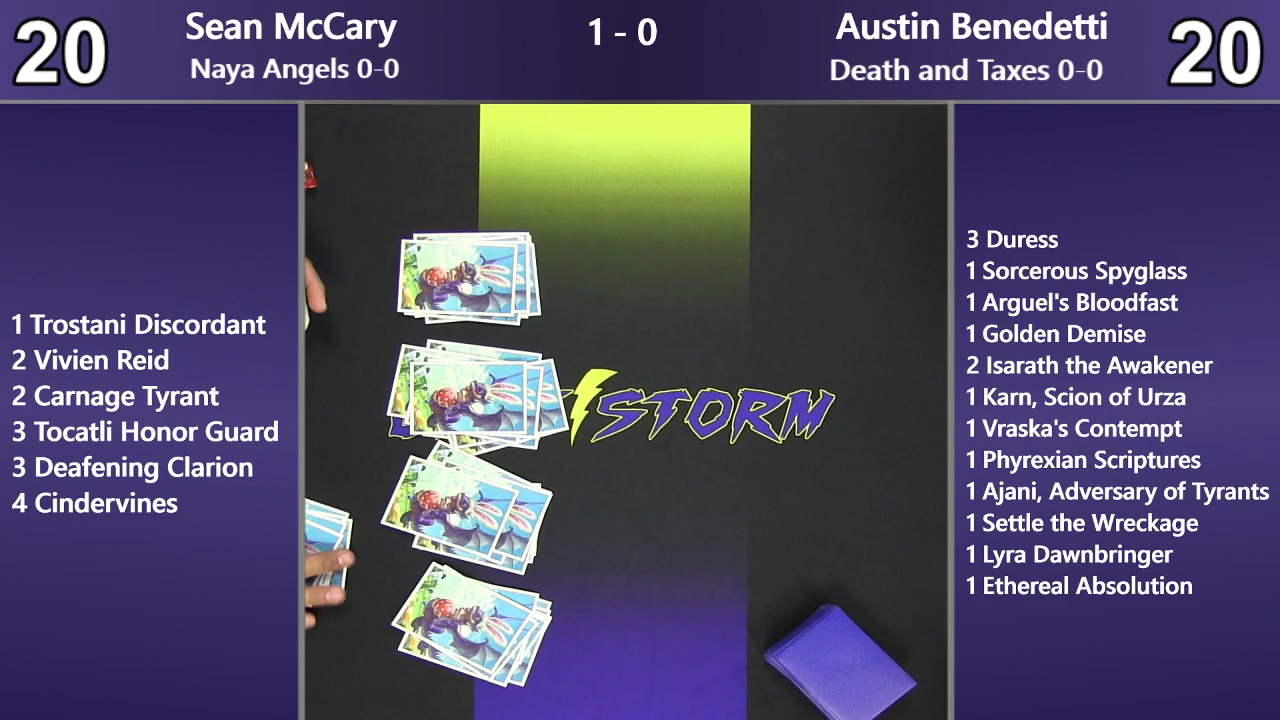 20
Sean McCary
Naya Angels 0-0
1 - 0
Austin Benedetti
Death and Taxes 0-0
20
1 Trostani Discordant
2 Vivien Reid
2 Carnage Tyrant
3 Tocatli Honor Guard
3 Deafening Clarion
4 Cindervines
STORM
3 Duress
1 Sorcerous Spyglass
1 Arguel's Bloodfast
1 Golden Demise
2 Isarath the Awakener
1 Karn, Scion of Urza
1 Vraska's Contempt
1 Phyrexian Scriptures
1 Ajani, Adversary of Tyrants
1 Settle the Wreckage
1 Lyra Dawnbringer
1 Ethereal Absolution